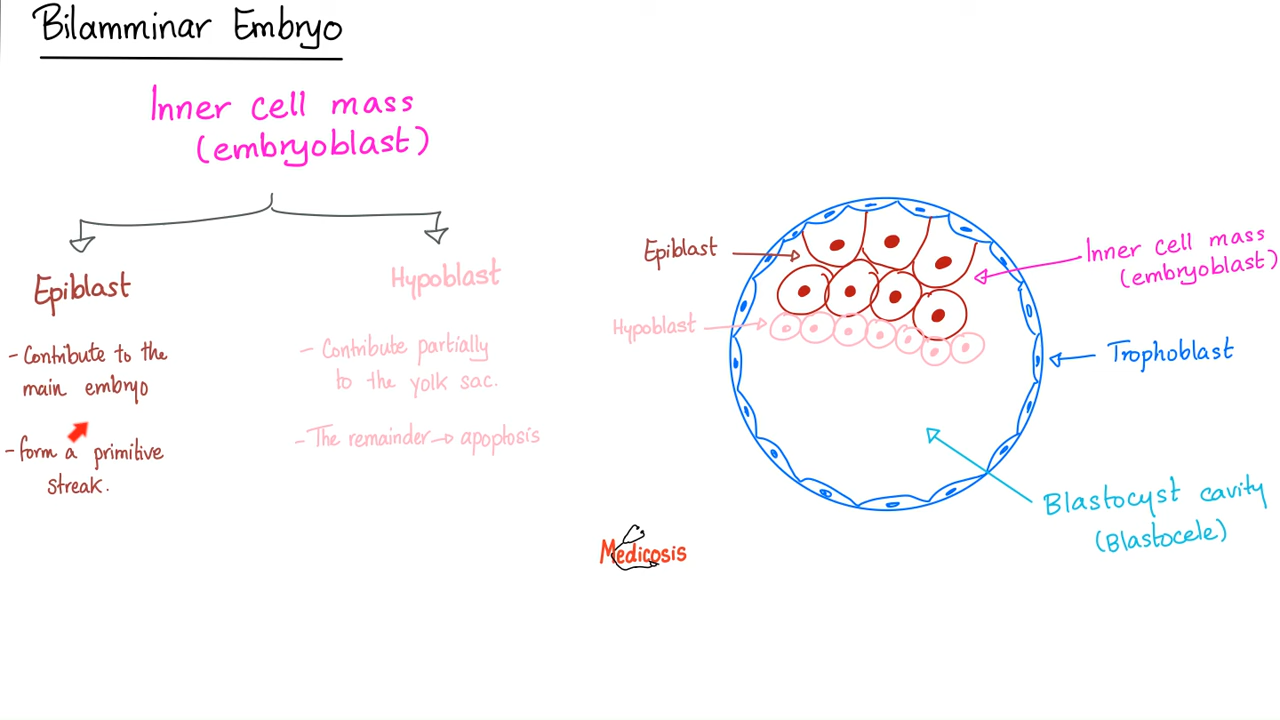 Bilamminar Embryo
Inner cell mass
(embryoblast)
Epiblast
- Contribute to the
main embryo
- form a primitive
streak.
Hypoblast
- Contribute partially
to the yolk sac.
- The remainder → apoptosis
Epiblast
Hypoblast
Inner cell mass
(embryoblast)
Trophoblast
Blastocyst cavity
(Blastocele)
Medicosis